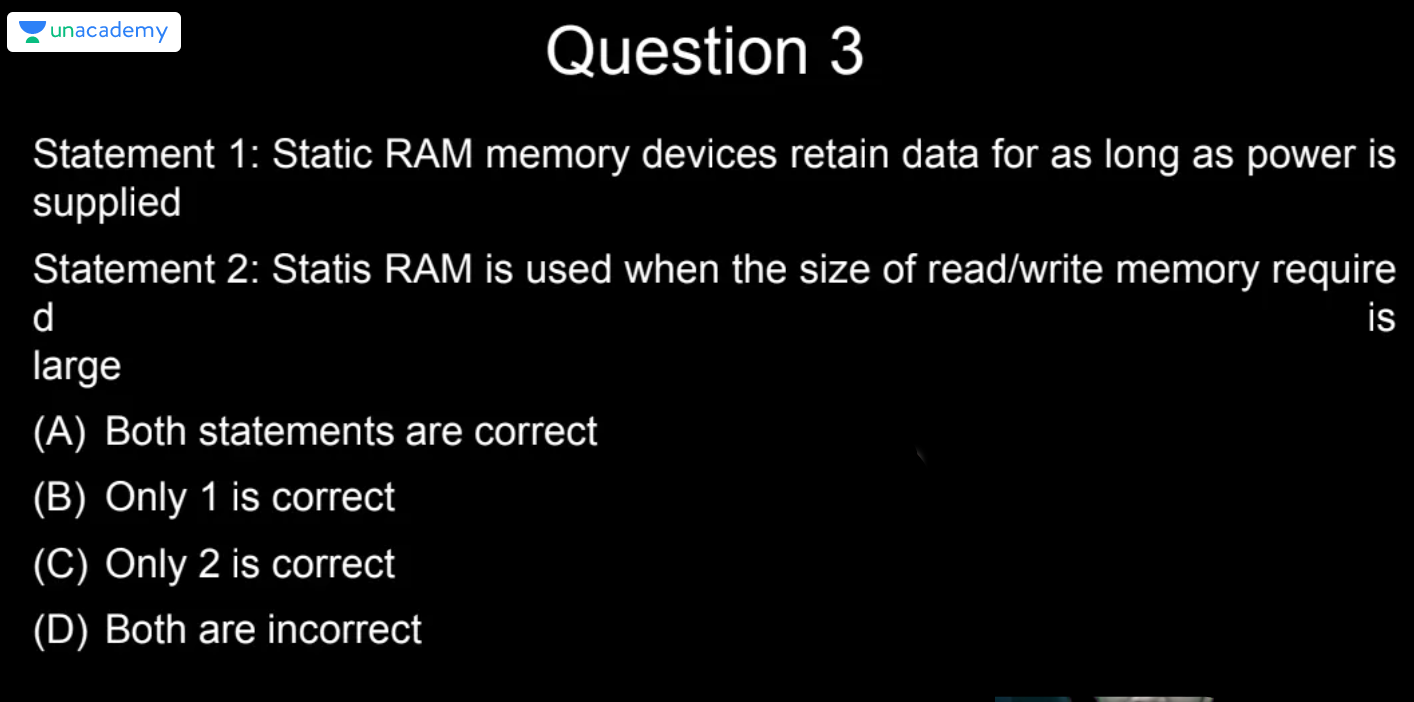 unacademy
Question 3
Statement 1: Static RAM memory devices retain data for as long as power is
supplied
Statement 2: Statis RAM is used when the size of read/write memory require
d is
large
(A) Both statements are correct
(B) Only 1 is correct
(C) Only 2 is correct
(D) Both are incorrect